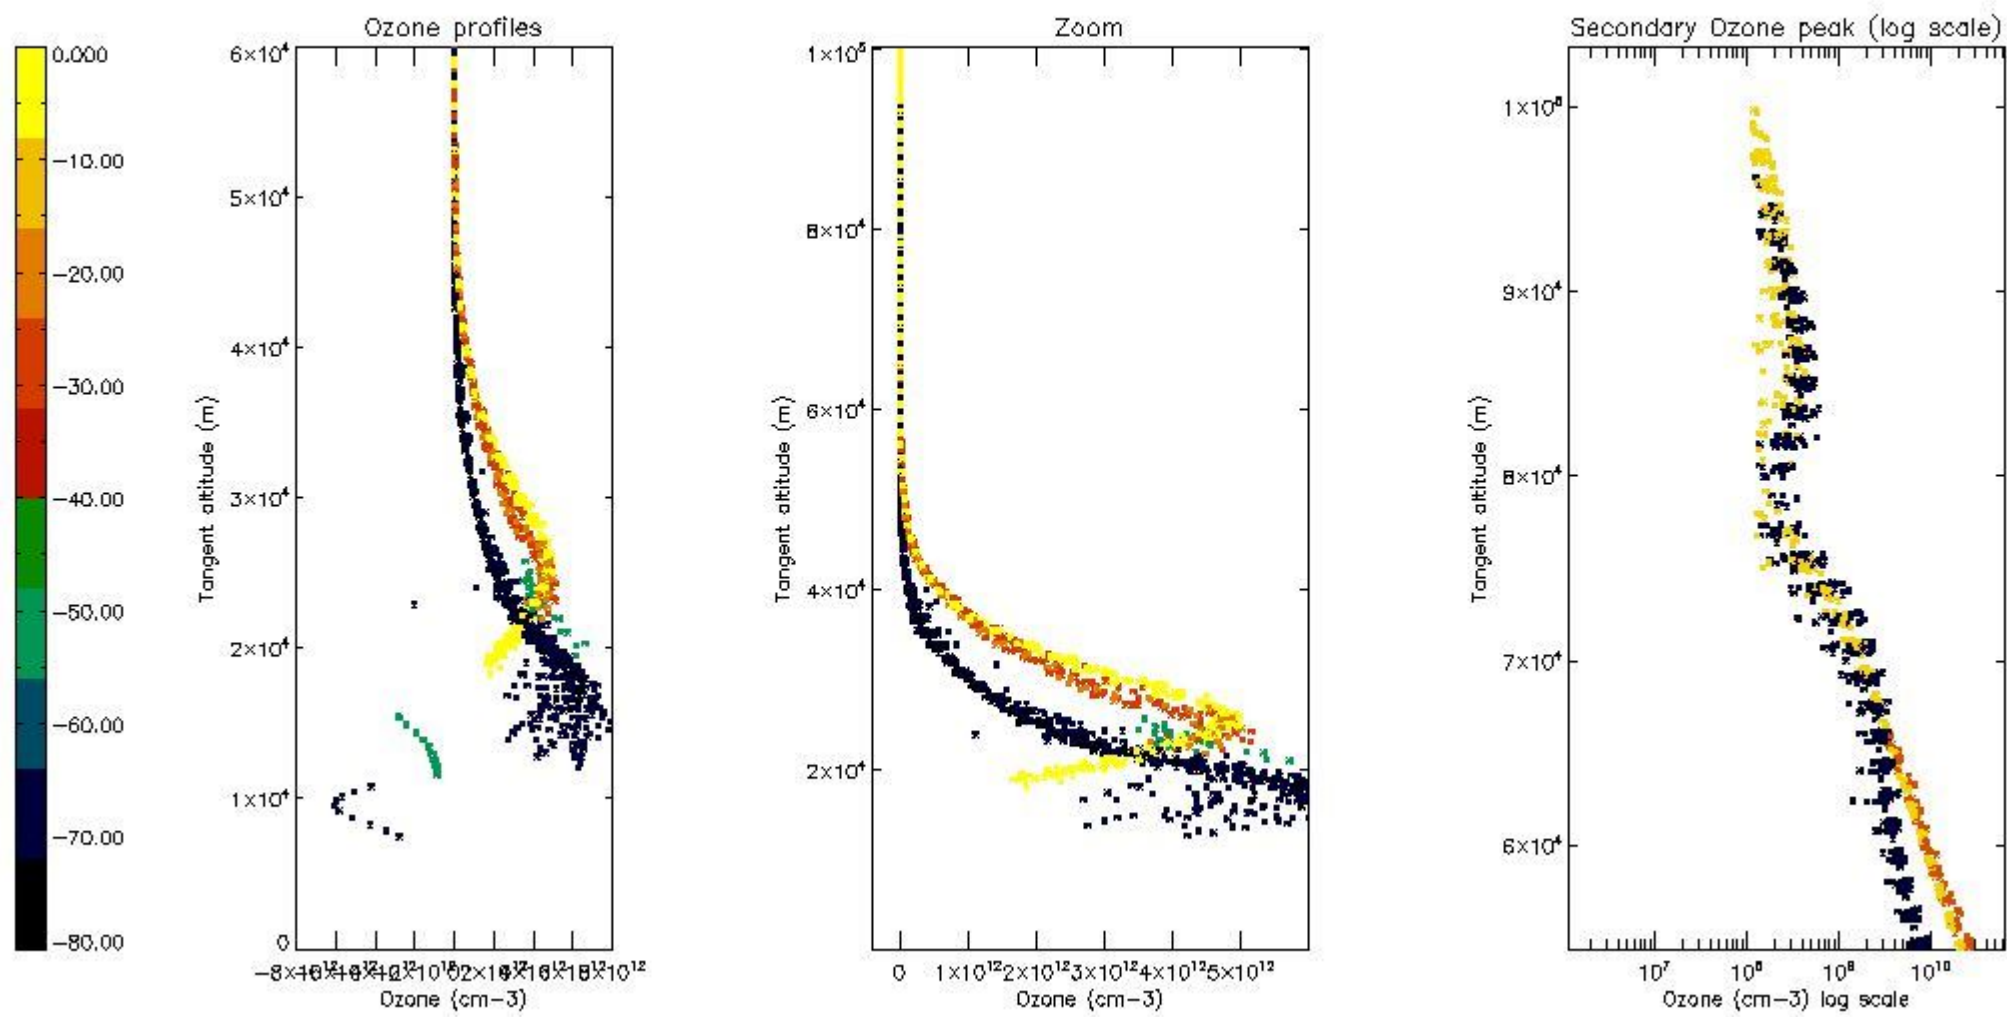 Ozone profiles
Zoom
Secondary Ozone peak (log scale)
0.000
-10.00
-20.00
-30.00
-40.00
-50.00
-60.00
-70.00
-80.00
Tangent altitude (m)
6×10⁴
5×10⁴
4×10⁴
3×10⁴
2×10⁴
1×10⁴
0
Ozone (cm-3)
Tangent altitude (m)
1×10⁵
8×10⁴
6×10⁴
4×10⁴
2×10⁴
0 1×10¹² 2×10¹² 3×10¹² 4×10¹² 5×10¹²
Ozone (cm-3)
Tangent altitude (m)
9×10⁴
8×10⁴
7×10⁴
6×10⁴
10⁷ 10⁸ 10⁹ 10¹⁰
Ozone (cm-3) log scale